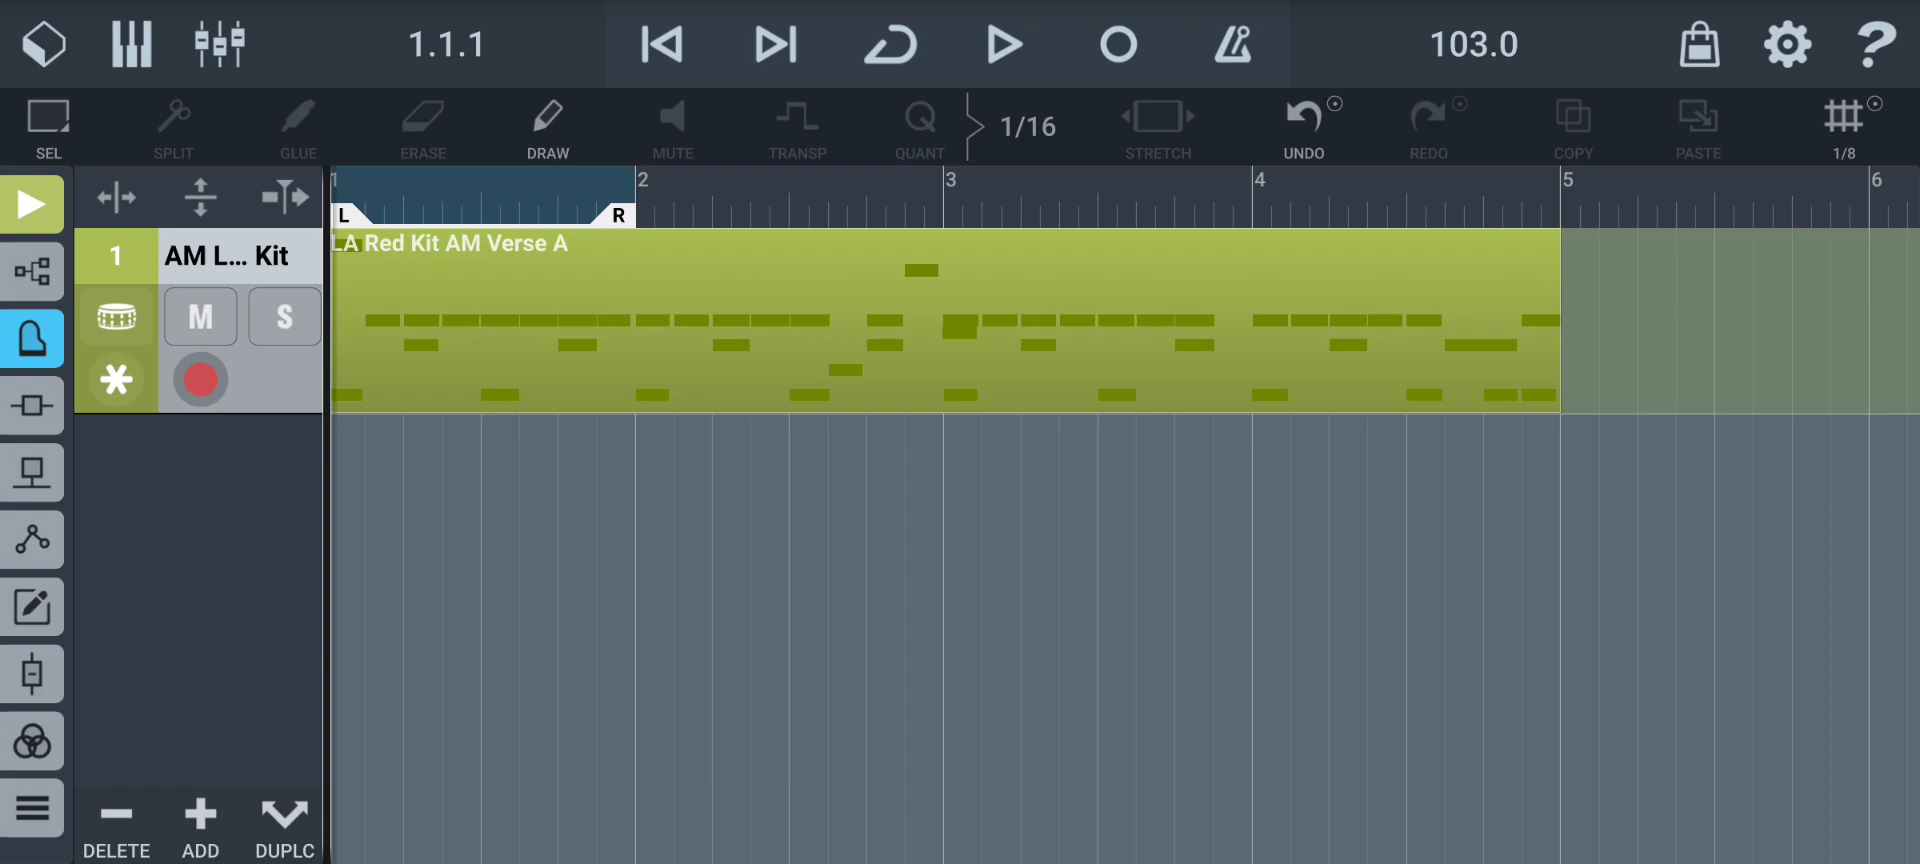 1.1.1
103.0
SEL
SPLIT
GLUE
ERASE
DRAW
MUTE
TRANSP
QUANT
1/16
STRETCH
UNDO
REDO
COPY
PASTE
1/8
1
2
3
4
5
6
L
R
1
AM L... Kit
LA Red Kit AM Verse A
M
S
DELETE
ADD
DUPLC